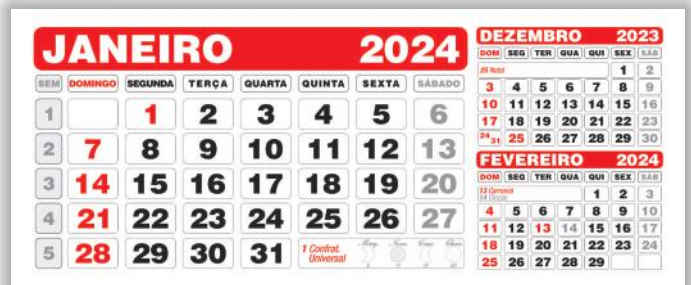 JANEIRO 2024
SEM DOMINGO SEGUNDA TERÇA QUARTA QUINTA SEXTA SÁBADO
1 1 2 3 4 5 6
2 7 8 9 10 11 12 13
3 14 15 16 17 18 19 20
4 21 22 23 24 25 26 27
5 28 29 30 31 1 Confrat.
Universal
DEZEMBRO 2023
DOM SEG TER QUA QUI SEX SÁB
25 Natal 1 2
3 4 5 6 7 8 9
10 11 12 13 14 15 16
17 18 19 20 21 22 23
24 31 25 26 27 28 29 30
FEVEREIRO 2024
DOM SEG TER QUA QUI SEX SÁB
13 Carnaval
14 Cinzas 1 2 3
4 5 6 7 8 9 10
11 12 13 14 15 16 17
18 19 20 21 22 23 24
25 26 27 28 29